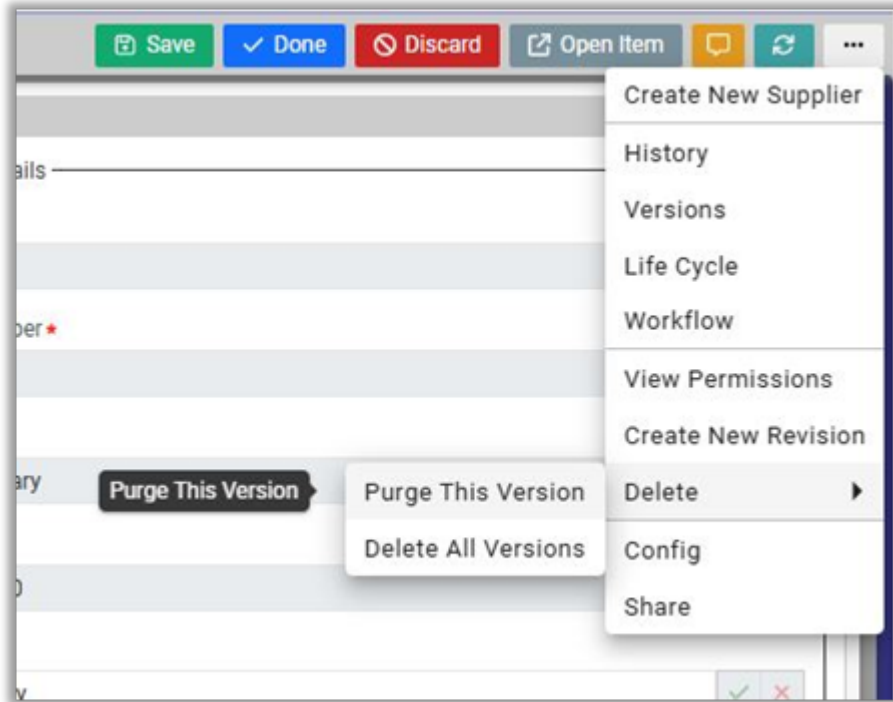 Save Done Discard Open Item
Create New Supplier
History
ails
Versions
Life Cycle
Workflow
ber*
View Permissions
Create New Revision
ary Purge This Version Purge This Version Delete
Delete All Versions
Config
Share